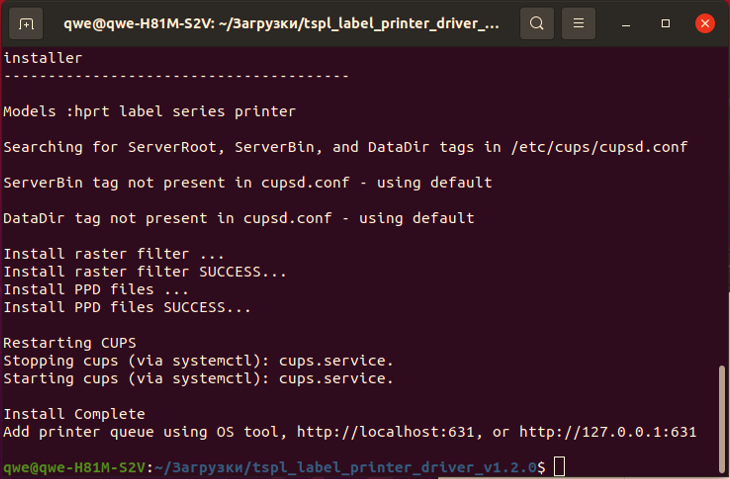 qwe@qwe-H81M-S2V: ~/Загрузки/tspl_label_printer_driver_...
installer
---------------------------------------
Models :hprt label series printer
Searching for ServerRoot, ServerBin, and DataDir tags in /etc/cups/cupsd.conf
ServerBin tag not present in cupsd.conf - using default
DataDir tag not present in cupsd.conf - using default
Install raster filter ...
Install raster filter SUCCESS...
Install PPD files ...
Install PPD files SUCCESS...
Restarting CUPS
Stopping cups (via systemctl): cups.service.
Starting cups (via systemctl): cups.service.
Install Complete
Add printer queue using OS tool, http://localhost:631, or http://127.0.0.1:631
qwe@qwe-H81M-S2V:~/Загрузки/tspl_label_printer_driver_v1.2.0$